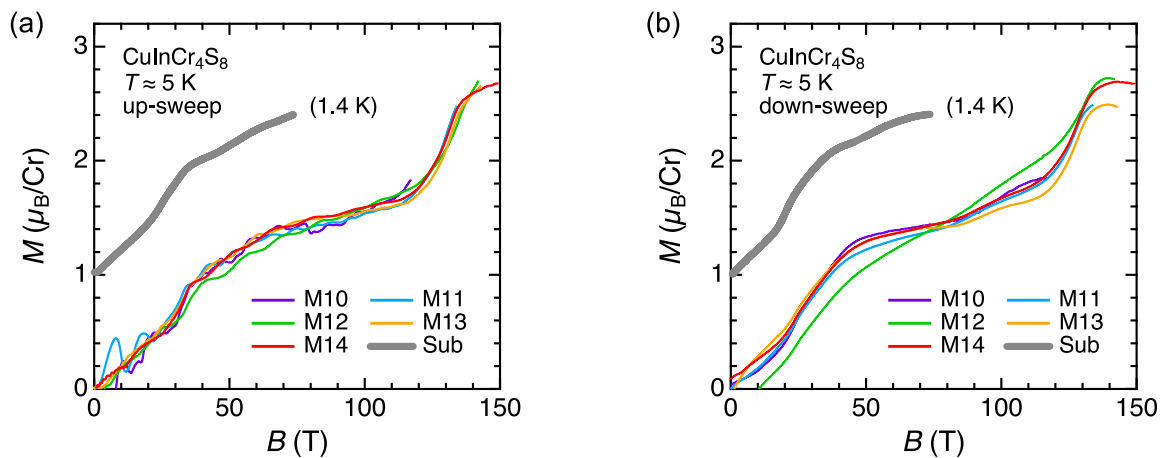 (a)
3
2
1
0
M (μB/Cr)
CuInCr4S8
T ≈ 5 K
up-sweep
(1.4 K)
M10 M11
M12 M13
M14 Sub
0 50 100 150
B (T)
(b)
3
2
1
0
M (μB/Cr)
CuInCr4S8
T ≈ 5 K
down-sweep
(1.4 K)
M10 M11
M12 M13
M14 Sub
0 50 100 150
B (T)